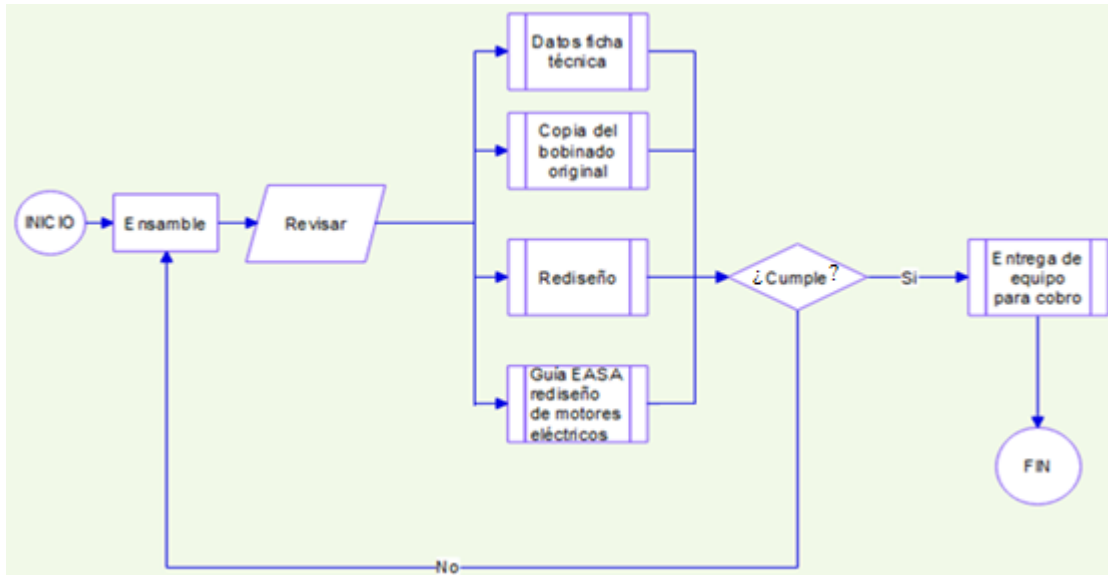 INICIO
Ensamble
Revisar
Datos ficha
técnica
Copia del
bobinado
original
Rediseño
Guía EASA
rediseño
de motores
eléctricos
¿Cumple?
Si
Entrega de
equipo
para cobro
FIN
No